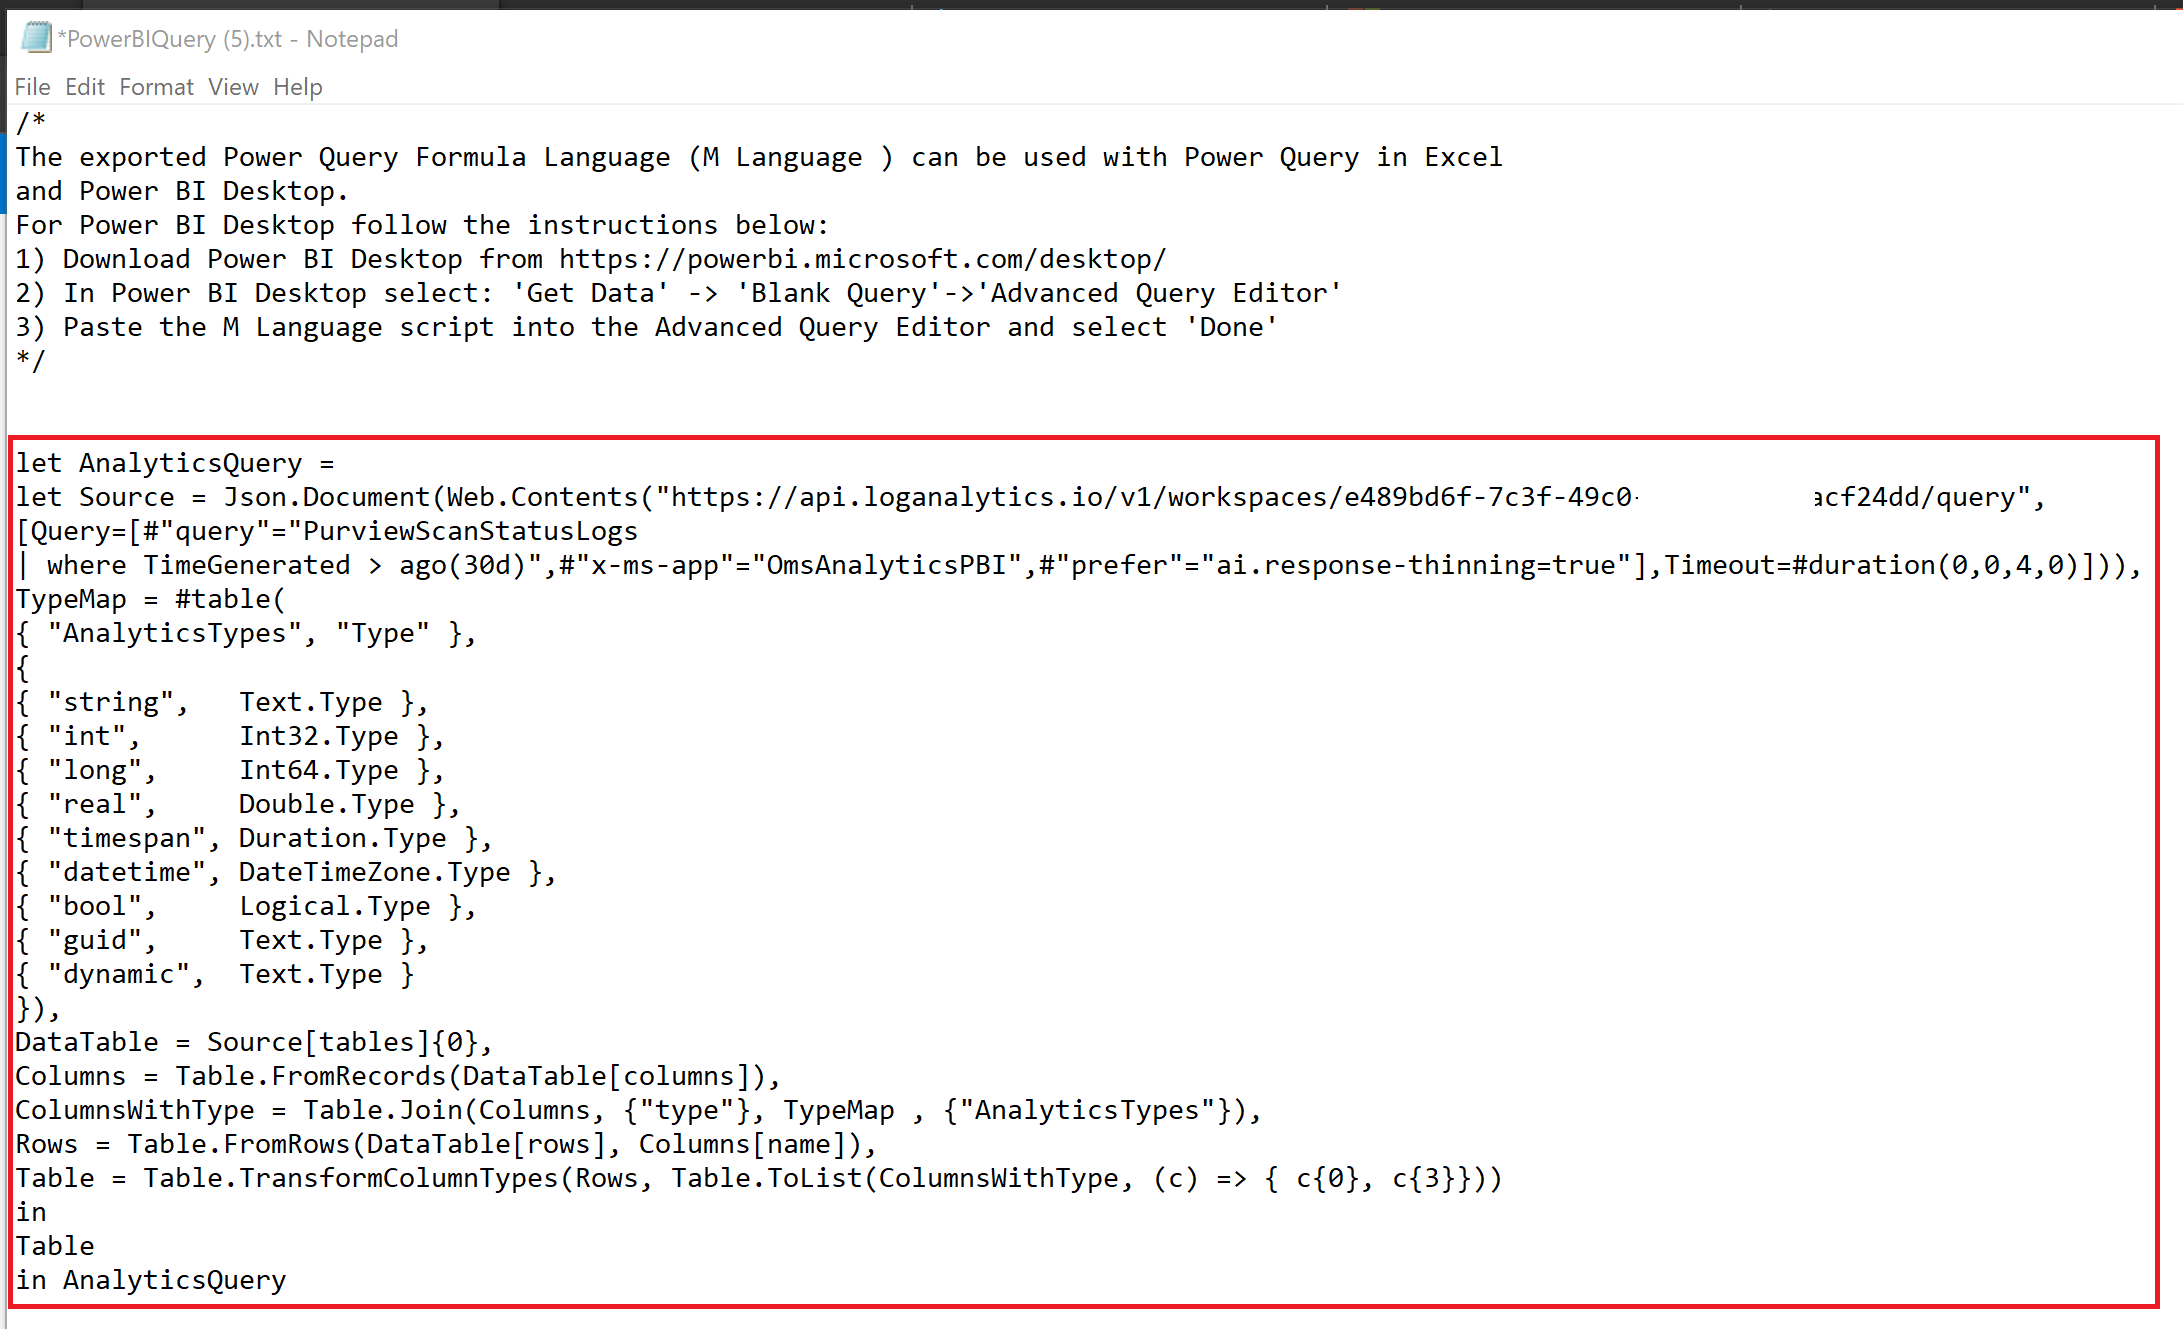 *PowerBIQuery (5).txt - Notepad
File Edit Format View Help
/*
The exported Power Query Formula Language (M Language ) can be used with Power Query in Excel
and Power BI Desktop.
For Power BI Desktop follow the instructions below:
1) Download Power BI Desktop from https://powerbi.microsoft.com/desktop/
2) In Power BI Desktop select: 'Get Data' -> 'Blank Query'->'Advanced Query Editor'
3) Paste the M Language script into the Advanced Query Editor and select 'Done'
*/
let AnalyticsQuery =
let Source = Json.Document(Web.Contents("https://api.loganalytics.io/v1/workspaces/e489bd6f-7c3f-49c0- acf24dd/query",
[Query=[#"query"="PurviewScanStatusLogs
| where TimeGenerated > ago(30d)",#"x-ms-app"="OmsAnalyticsPBI",#"prefer"="ai.response-thinning=true"],Timeout=#duration(0,0,4,0)])),
TypeMap = #table(
{ "AnalyticsTypes", "Type" },
{
{ "string",   Text.Type },
{ "int",      Int32.Type },
{ "long",     Int64.Type },
{ "real",     Double.Type },
{ "timespan", Duration.Type },
{ "datetime", DateTimeZone.Type },
{ "bool",     Logical.Type },
{ "guid",     Text.Type },
{ "dynamic",  Text.Type }
}),
DataTable = Source[tables]{0},
Columns = Table.FromRecords(DataTable[columns]),
ColumnsWithType = Table.Join(Columns, {"type"}, TypeMap , {"AnalyticsTypes"}),
Rows = Table.FromRows(DataTable[rows], Columns[name]),
Table = Table.TransformColumnTypes(Rows, Table.ToList(ColumnsWithType, (c) => { c{0}, c{3}}))
in
Table
in AnalyticsQuery